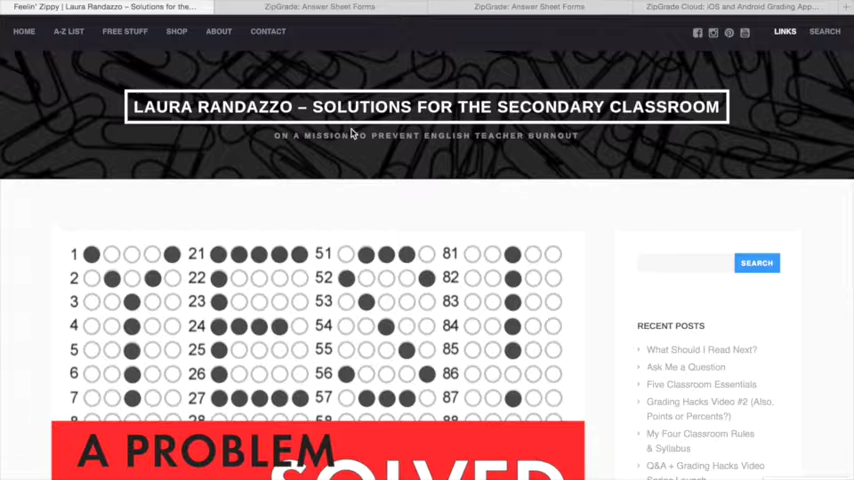 Feelin' Zippy | Laura Randazzo – Solutions for the...
ZipGrade: Answer Sheet Forms
ZipGrade: Answer Sheet Forms
ZipGrade Cloud: iOS and Android Grading App...
HOME A-Z LIST FREE STUFF SHOP ABOUT CONTACT LINKS SEARCH
LAURA RANDAZZO – SOLUTIONS FOR THE SECONDARY CLASSROOM
ON A MISSION TO PREVENT ENGLISH TEACHER BURNOUT
1 21 51 81
2 22 52 82
3 23 53 83
4 24 54 84
5 25 55 85
6 26 56 86
7 27 57 87
A PROBLEM
SOLVED
SEARCH
RECENT POSTS
What Should I Read Next?
Ask Me a Question
Five Classroom Essentials
Grading Hacks Video #2 (Also,
Points or Percents?)
My Four Classroom Rules
& Syllabus
Q&A + Grading Hacks Video
Series Launch